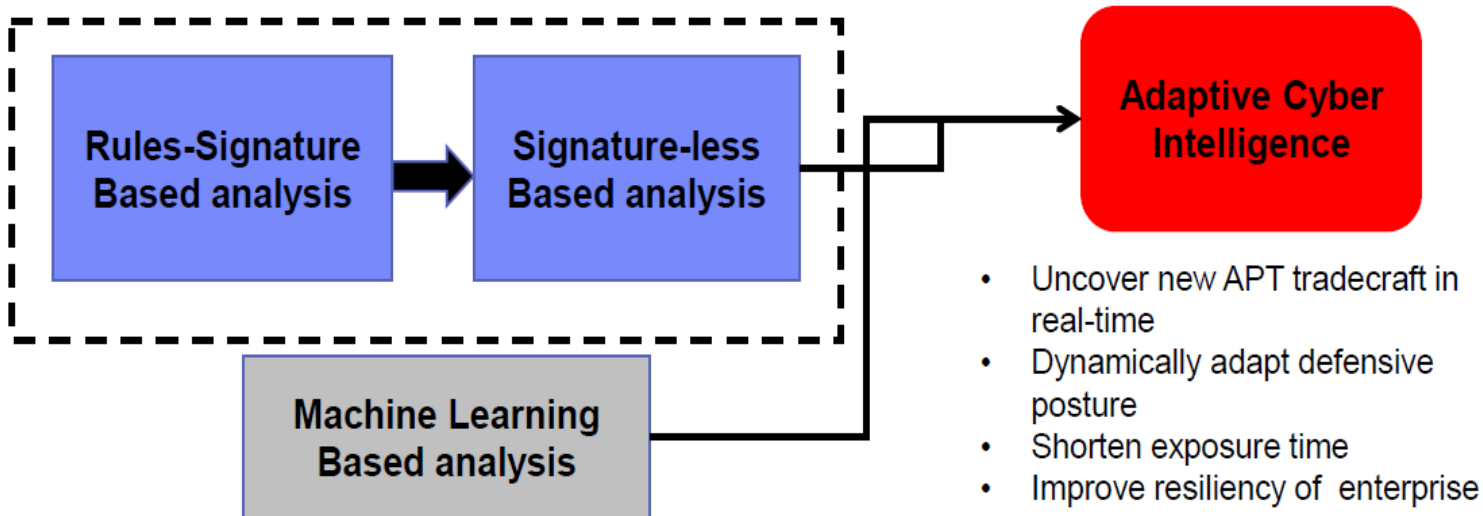 Rules-Signature
Based analysis
Signature-less
Based analysis
Machine Learning
Based analysis
Adaptive Cyber
Intelligence
• Uncover new APT tradecraft in
real-time
• Dynamically adapt defensive
posture
• Shorten exposure time
• Improve resiliency of enterprise